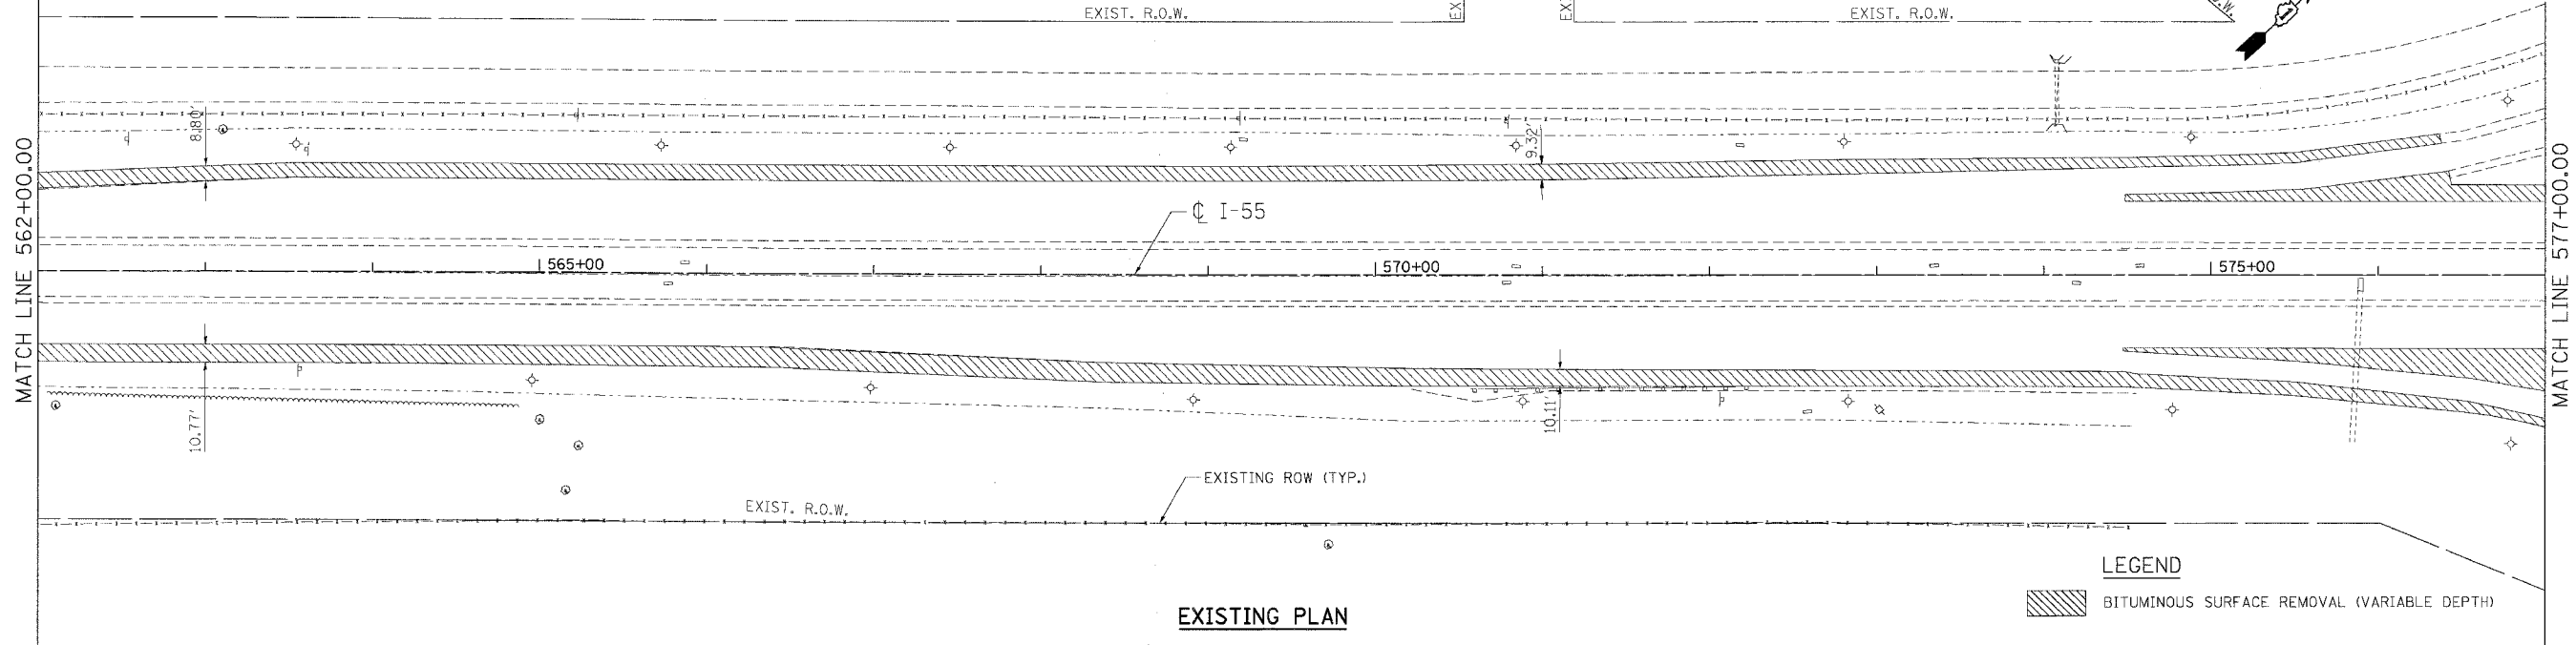 EXIST. R.O.W.
EX
EX
EXIST. R.O.W.
.W.
8.80'
9.32'
MATCH LINE 562+00.00
MATCH LINE 577+00.00
℄ I-55
565+00
570+00
575+00
10.77'
10.11'
EXISTING ROW (TYP.)
EXIST. R.O.W.
LEGEND
BITUMINOUS SURFACE REMOVAL (VARIABLE DEPTH)
EXISTING PLAN